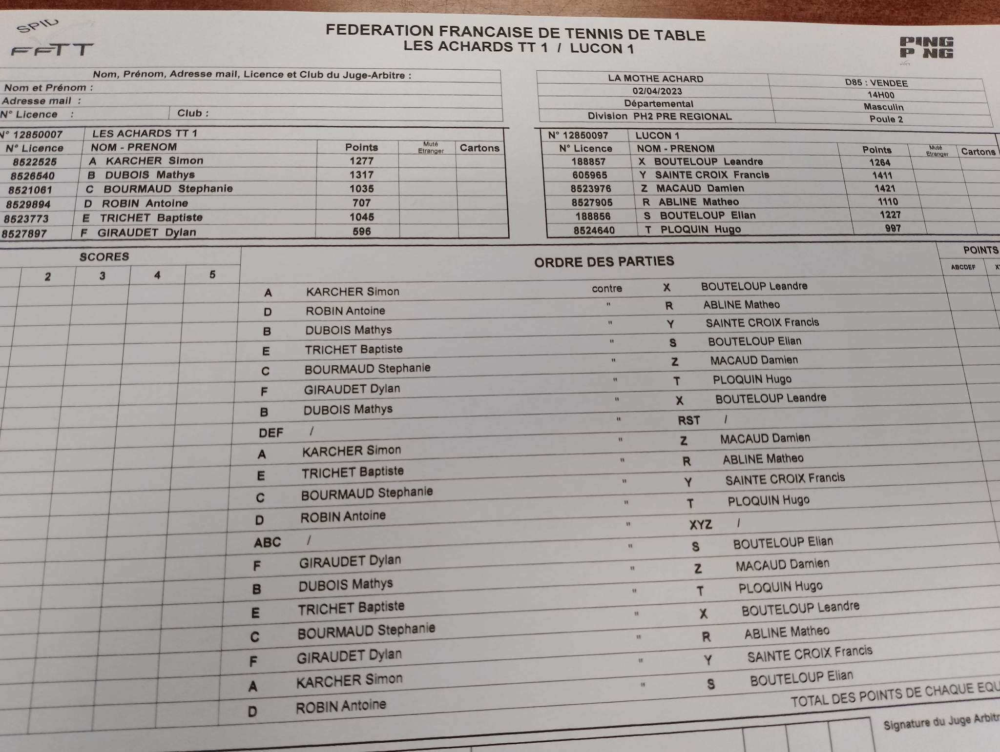 SPID
FFTT
FEDERATION FRANCAISE DE TENNIS DE TABLE
LES ACHARDS TT 1 / LUCON 1
PING
PNG
Nom, Prénom, Adresse mail, Licence et Club du Juge-Arbitre :
Nom et Prénom :
Adresse mail :
N° Licence : Club :
LA MOTHE ACHARD D85 : VENDEE
02/04/2023 14H00
Départemental Masculin
Division PH2 PRE REGIONAL Poule 2
N° 12850007 LES ACHARDS TT 1
N° Licence NOM - PRENOM Points Muté Etranger Cartons
8522525 A KARCHER Simon 1277
8526540 B DUBOIS Mathys 1317
8521061 C BOURMAUD Stephanie 1035
8529894 D ROBIN Antoine 707
8523773 E TRICHET Baptiste 1045
8527897 F GIRAUDET Dylan 596
N° 12850097 LUCON 1
N° Licence NOM - PRENOM Points Muté Etranger Cartons
188857 X BOUTELOUP Leandre 1264
605965 Y SAINTE CROIX Francis 1411
8523976 Z MACAUD Damien 1421
8527905 R ABLINE Matheo 1110
188856 S BOUTELOUP Elian 1227
8524640 T PLOQUIN Hugo 997
SCORES ORDRE DES PARTIES POINTS
2 3 4 5 ABCDEF
A KARCHER Simon contre X BOUTELOUP Leandre
D ROBIN Antoine " R ABLINE Matheo
B DUBOIS Mathys " Y SAINTE CROIX Francis
E TRICHET Baptiste " S BOUTELOUP Elian
C BOURMAUD Stephanie " Z MACAUD Damien
F GIRAUDET Dylan " T PLOQUIN Hugo
B DUBOIS Mathys " X BOUTELOUP Leandre
DEF / " RST /
A KARCHER Simon " Z MACAUD Damien
E TRICHET Baptiste " R ABLINE Matheo
C BOURMAUD Stephanie " Y SAINTE CROIX Francis
D ROBIN Antoine " T PLOQUIN Hugo
ABC / " XYZ /
F GIRAUDET Dylan " S BOUTELOUP Elian
B DUBOIS Mathys " Z MACAUD Damien
E TRICHET Baptiste " T PLOQUIN Hugo
C BOURMAUD Stephanie " X BOUTELOUP Leandre
F GIRAUDET Dylan " R ABLINE Matheo
A KARCHER Simon " Y SAINTE CROIX Francis
D ROBIN Antoine " S BOUTELOUP Elian
TOTAL DES POINTS DE CHAQUE EQU
Signature du Juge Arbitr